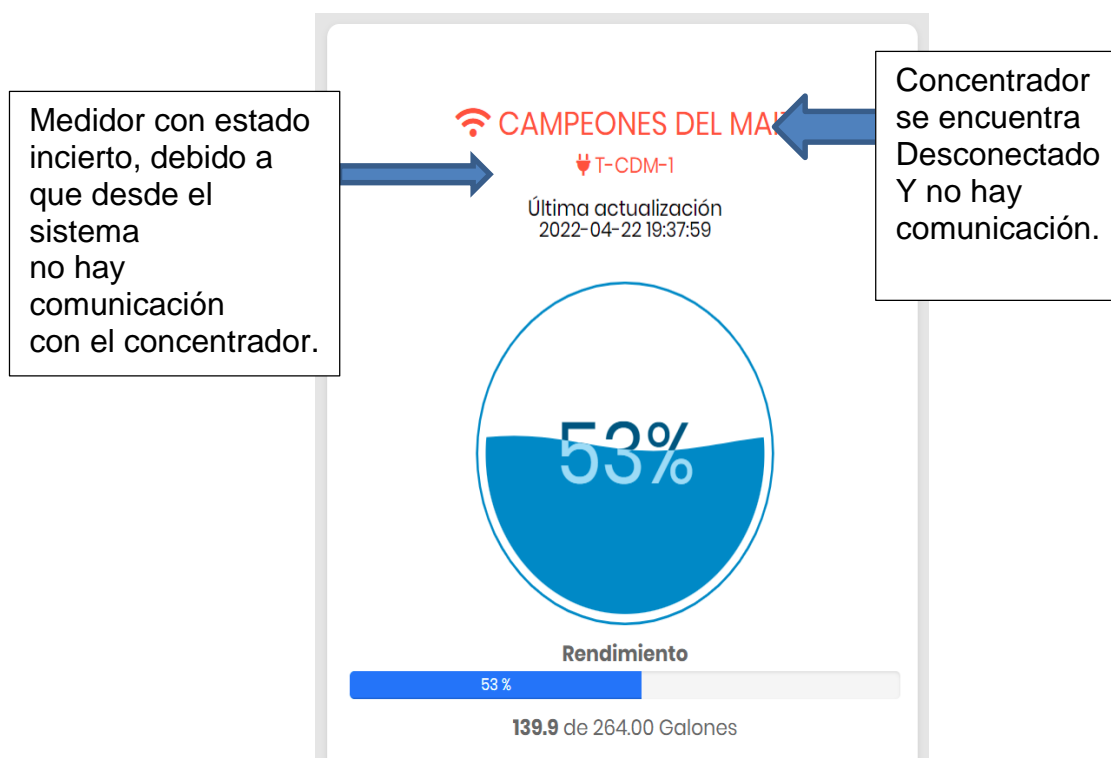 Medidor con estado
incierto, debido a
que desde el
sistema
no hay
comunicación
con el concentrador.
CAMPEONES DEL
T-CDM-1
Última actualización
2022-04-22 19:37:59
Concentrador
se encuentra
Desconectado
Y no hay
comunicación.
53%
Rendimiento
53 %
139.9 de 264.00 Galones